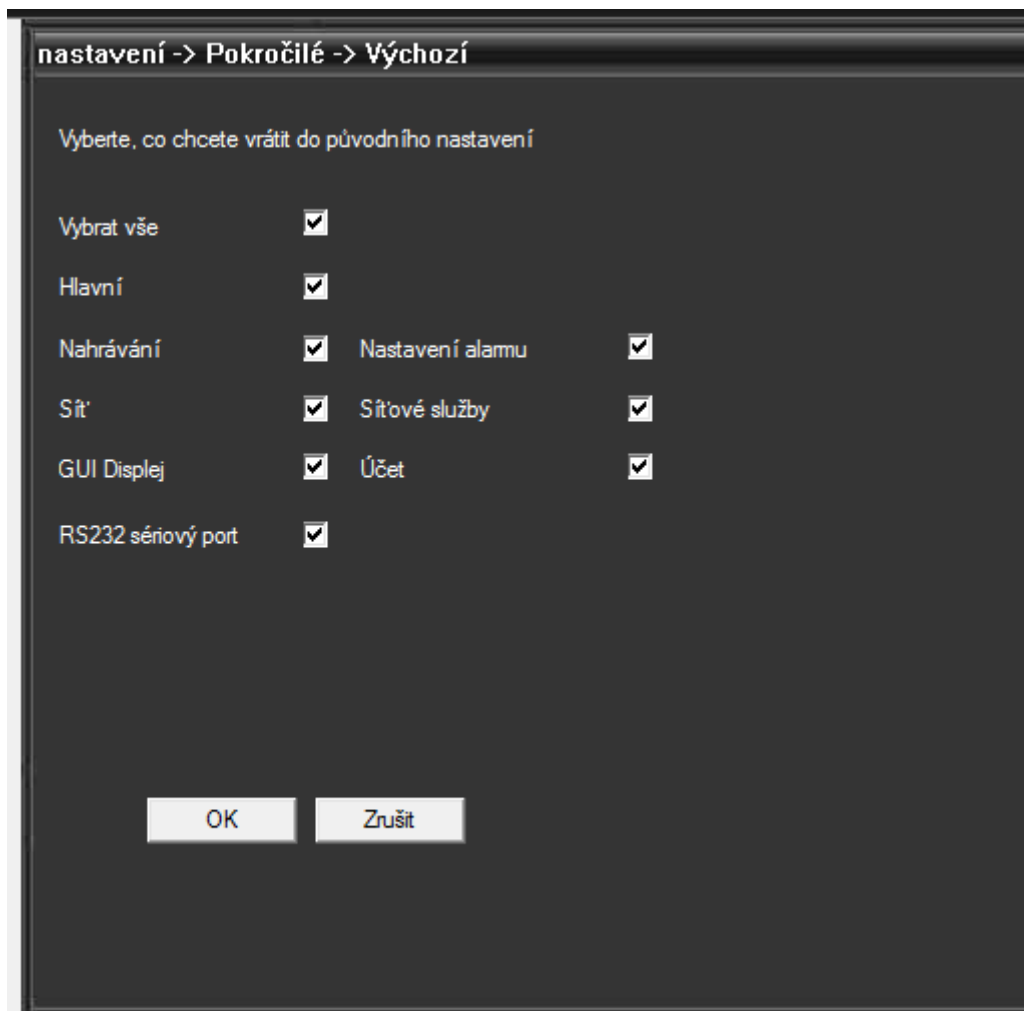 nastavení -> Pokročilé -> Výchozí
Vyberte, co chcete vrátit do původního nastavení
Vybrat vše
Hlavní
Nahrávání Nastavení alarmu
Síť Síťové služby
GUI Displej Účet
RS232 sériový port
OK Zrušit